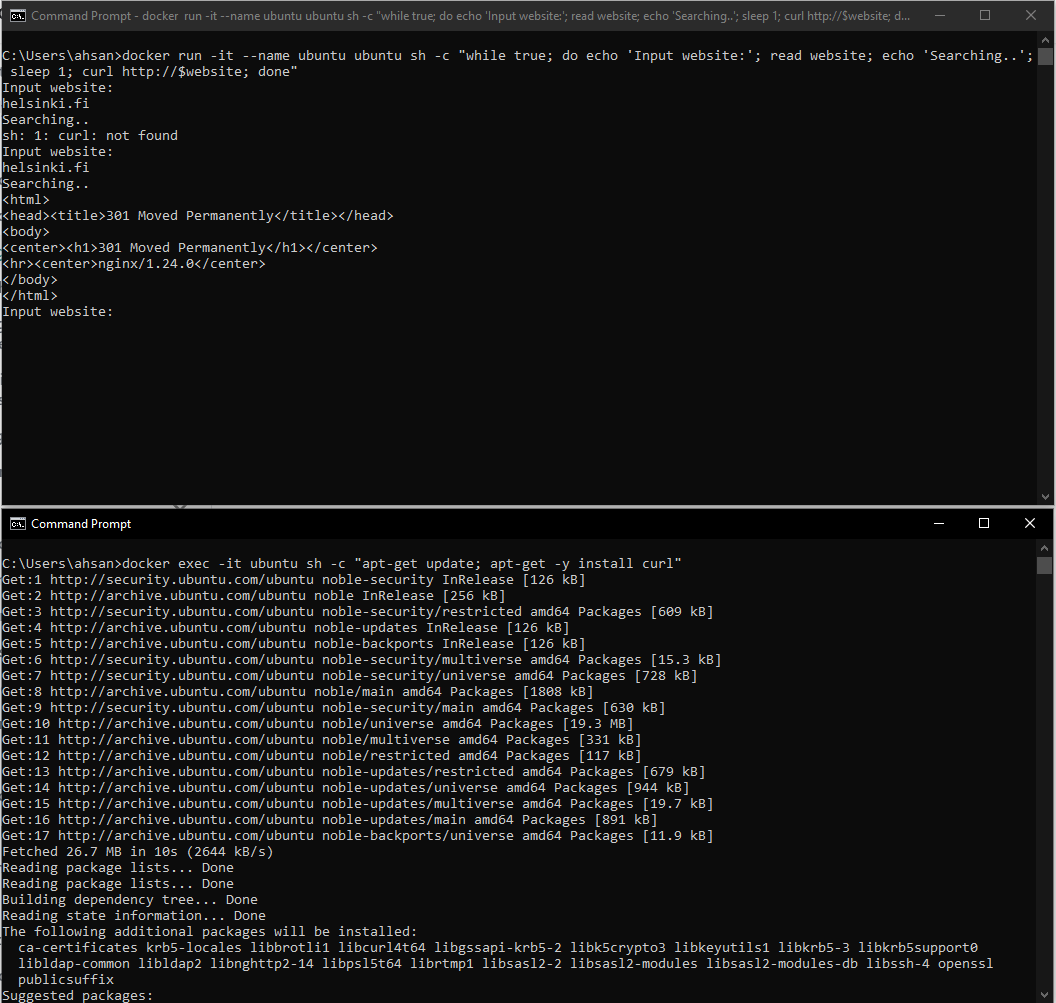 Command Prompt - docker run -it --name ubuntu ubuntu sh -c "while true; do echo 'Input website:'; read website; echo 'Searching..'; sleep 1; curl http://$website; d...
C:\Users\ahsan>docker run -it --name ubuntu ubuntu sh -c "while true; do echo 'Input website:'; read website; echo 'Searching..';
 sleep 1; curl http://$website; done"
Input website:
helsinki.fi
Searching..
sh: 1: curl: not found
Input website:
helsinki.fi
Searching..
<html>
<head><title>301 Moved Permanently</title></head>
<body>
<center><h1>301 Moved Permanently</h1></center>
<hr><center>nginx/1.24.0</center>
</body>
</html>
Input website:
Command Prompt
C:\Users\ahsan>docker exec -it ubuntu sh -c "apt-get update; apt-get -y install curl"
Get:1 http://security.ubuntu.com/ubuntu noble-security InRelease [126 kB]
Get:2 http://archive.ubuntu.com/ubuntu noble InRelease [256 kB]
Get:3 http://security.ubuntu.com/ubuntu noble-security/restricted amd64 Packages [609 kB]
Get:4 http://archive.ubuntu.com/ubuntu noble-updates InRelease [126 kB]
Get:5 http://archive.ubuntu.com/ubuntu noble-backports InRelease [126 kB]
Get:6 http://security.ubuntu.com/ubuntu noble-security/multiverse amd64 Packages [15.3 kB]
Get:7 http://security.ubuntu.com/ubuntu noble-security/universe amd64 Packages [728 kB]
Get:8 http://archive.ubuntu.com/ubuntu noble/main amd64 Packages [1808 kB]
Get:9 http://security.ubuntu.com/ubuntu noble-security/main amd64 Packages [630 kB]
Get:10 http://archive.ubuntu.com/ubuntu noble/universe amd64 Packages [19.3 MB]
Get:11 http://archive.ubuntu.com/ubuntu noble/multiverse amd64 Packages [331 kB]
Get:12 http://archive.ubuntu.com/ubuntu noble/restricted amd64 Packages [117 kB]
Get:13 http://archive.ubuntu.com/ubuntu noble-updates/restricted amd64 Packages [679 kB]
Get:14 http://archive.ubuntu.com/ubuntu noble-updates/universe amd64 Packages [944 kB]
Get:15 http://archive.ubuntu.com/ubuntu noble-updates/multiverse amd64 Packages [19.7 kB]
Get:16 http://archive.ubuntu.com/ubuntu noble-updates/main amd64 Packages [891 kB]
Get:17 http://archive.ubuntu.com/ubuntu noble-backports/universe amd64 Packages [11.9 kB]
Fetched 26.7 MB in 10s (2644 kB/s)
Reading package lists... Done
Reading package lists... Done
Building dependency tree... Done
Reading state information... Done
The following additional packages will be installed:
  ca-certificates krb5-locales libbrotli1 libcurl4t64 libgssapi-krb5-2 libk5crypto3 libkeyutils1 libkrb5-3 libkrb5support0
  libldap-common libldap2 libnghttp2-14 libpsl5t64 librtmp1 libsasl2-2 libsasl2-modules libsasl2-modules-db libssh-4 openssl
  publicsuffix
Suggested packages: